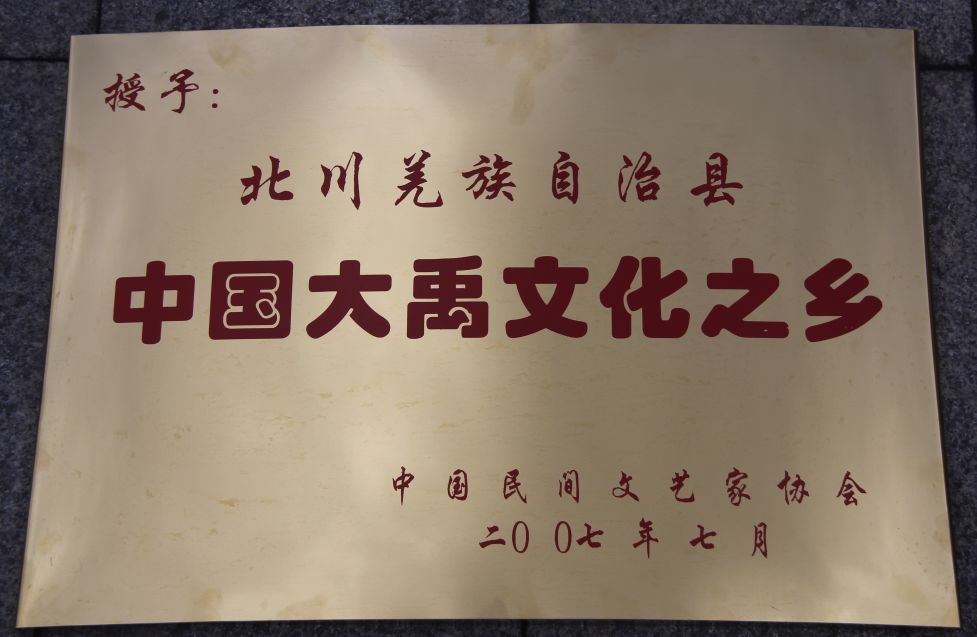 授予:
北川羌族自治县
中国大禹文化之乡
中国民间文艺家协会
二00七年七月